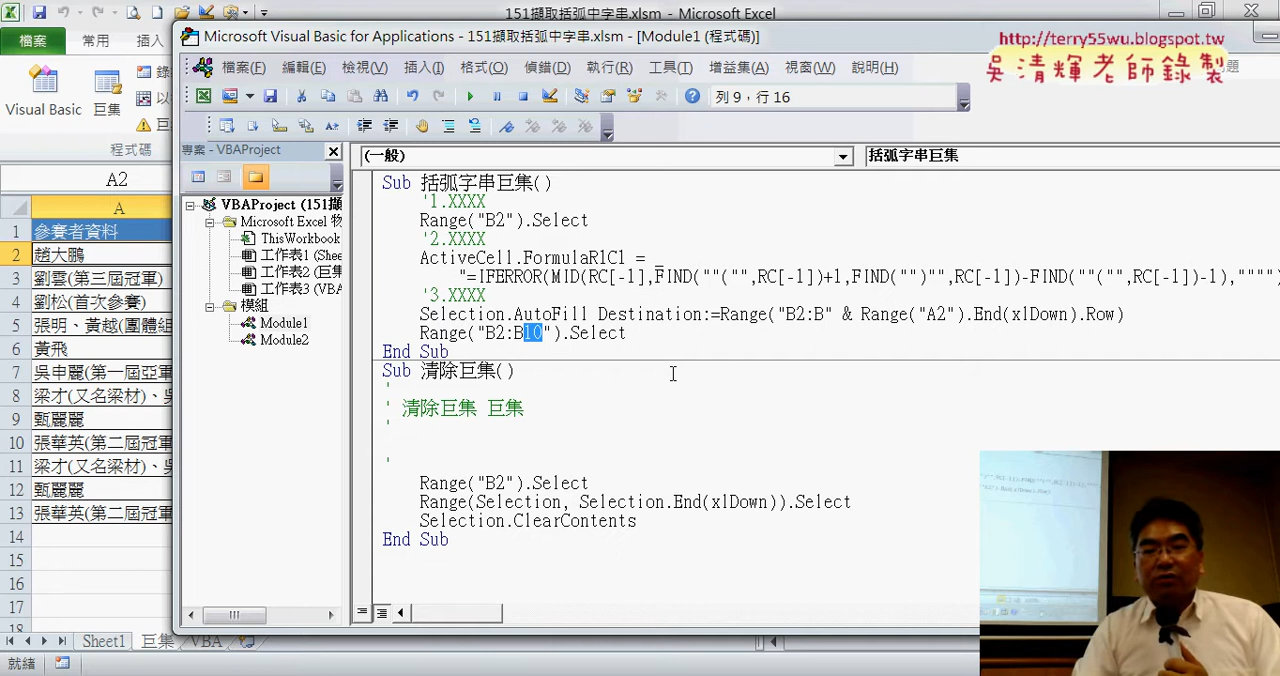 151擷取括弧中字串.xlsm - Microsoft Excel
檔案
常用
插入
Visual Basic
巨集
程式碼
Microsoft Visual Basic for Applications - 151擷取括弧中字串.xlsm - [Module1 (程式碼)]
http://terry55wu.blogspot.tw
吳清輝老師錄製
檔案(F)
編輯(E)
檢視(V)
插入(I)
格式(O)
偵錯(D)
執行(R)
工具(T)
增益集(A)
視窗(W)
說明(H)
列 9，行 16
專案 - VBAProject
(一般)
括弧字串巨集
VBAProject (151擷
Microsoft Excel 物
ThisWorkbook
工作表1 (Shee
工作表2 (巨集
工作表3 (VBA
模組
Module1
Module2
Sub 括弧字串巨集()
'1.XXXX
Range("B2").Select
'2.XXXX
ActiveCell.FormulaR1C1 = _
"=IFERROR(MID(RC[-1],FIND(""("",RC[-1])+1,FIND("")"",RC[-1])-FIND(""("",RC[-1])-1),"""")
'3.XXXX
Selection.AutoFill Destination:=Range("B2:B" & Range("A2").End(xlDown).Row)
Range("B2:B10").Select
End Sub
Sub 清除巨集()
'
' 清除巨集 巨集
'
'
Range("B2").Select
Range(Selection, Selection.End(xlDown)).Select
Selection.ClearContents
End Sub
A2
A
1 參賽者資料
2 趙大鵬
3 劉雲(第三屆冠軍)
4 劉松(首次參賽)
5 張明、黃越(團體組
6 黃飛
7 吳申麗(第一屆亞軍
8 梁才(又名梁材)、
9 甄麗麗
10 張華英(第二屆冠軍
11 梁才(又名梁材)、吳
12 甄麗麗
13 張華英(第二屆冠軍
14
15
16
17
18
Sheet1
巨集
VBA
就緒